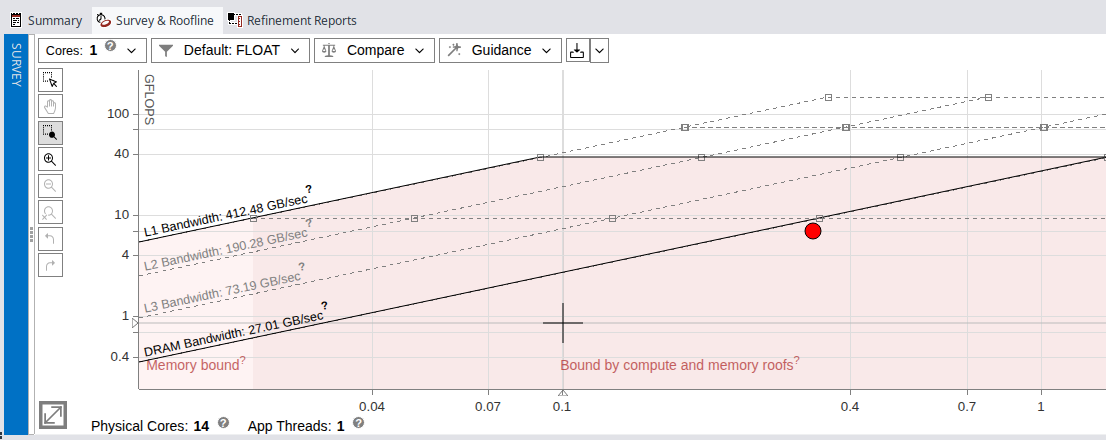 Summary Survey & Roofline Refinement Reports
SURVEY
Cores: 1 ? Default: FLOAT Compare Guidance
GFLOPS
100
40
10
4
1
0.4
L1 Bandwidth: 412.48 GB/sec?
L2 Bandwidth: 190.28 GB/sec?
L3 Bandwidth: 73.19 GB/sec?
DRAM Bandwidth: 27.01 GB/sec?
Memory bound? Bound by compute and memory roofs?
0.04 0.07 0.1 0.4 0.7 1
Physical Cores: 14 ? App Threads: 1 ?